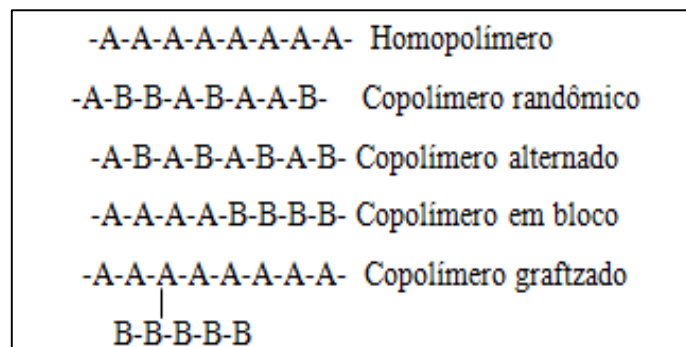 -A-A-A-A-A-A-A-A- Homopolímero
-A-B-B-A-B-A-A-B- Copolímero randômico
-A-B-A-B-A-B-A-B- Copolímero alternado
-A-A-A-A-B-B-B-B- Copolímero em bloco
-A-A-A-A-A-A-A-A- Copolímero graftzado
B-B-B-B-B